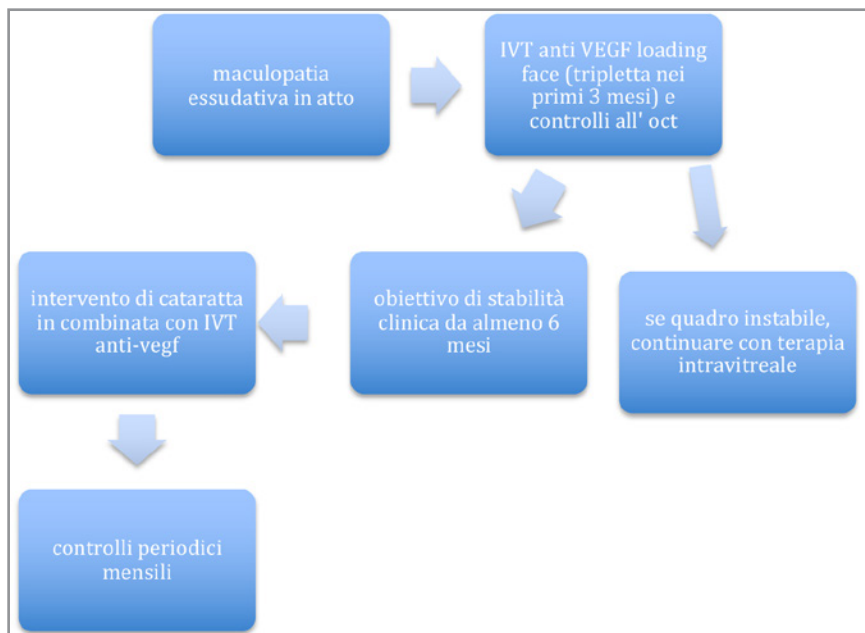 maculopatia
essudativa in atto
IVT anti VEGF loading
face (tripletta nei
primi 3 mesi) e
controlli all' oct
obiettivo di stabilità
clinica da almeno 6
mesi
se quadro instabile,
continuare con terapia
intravitreale
intervento di cataratta
in combinata con IVT
anti-vegf
controlli periodici
mensili